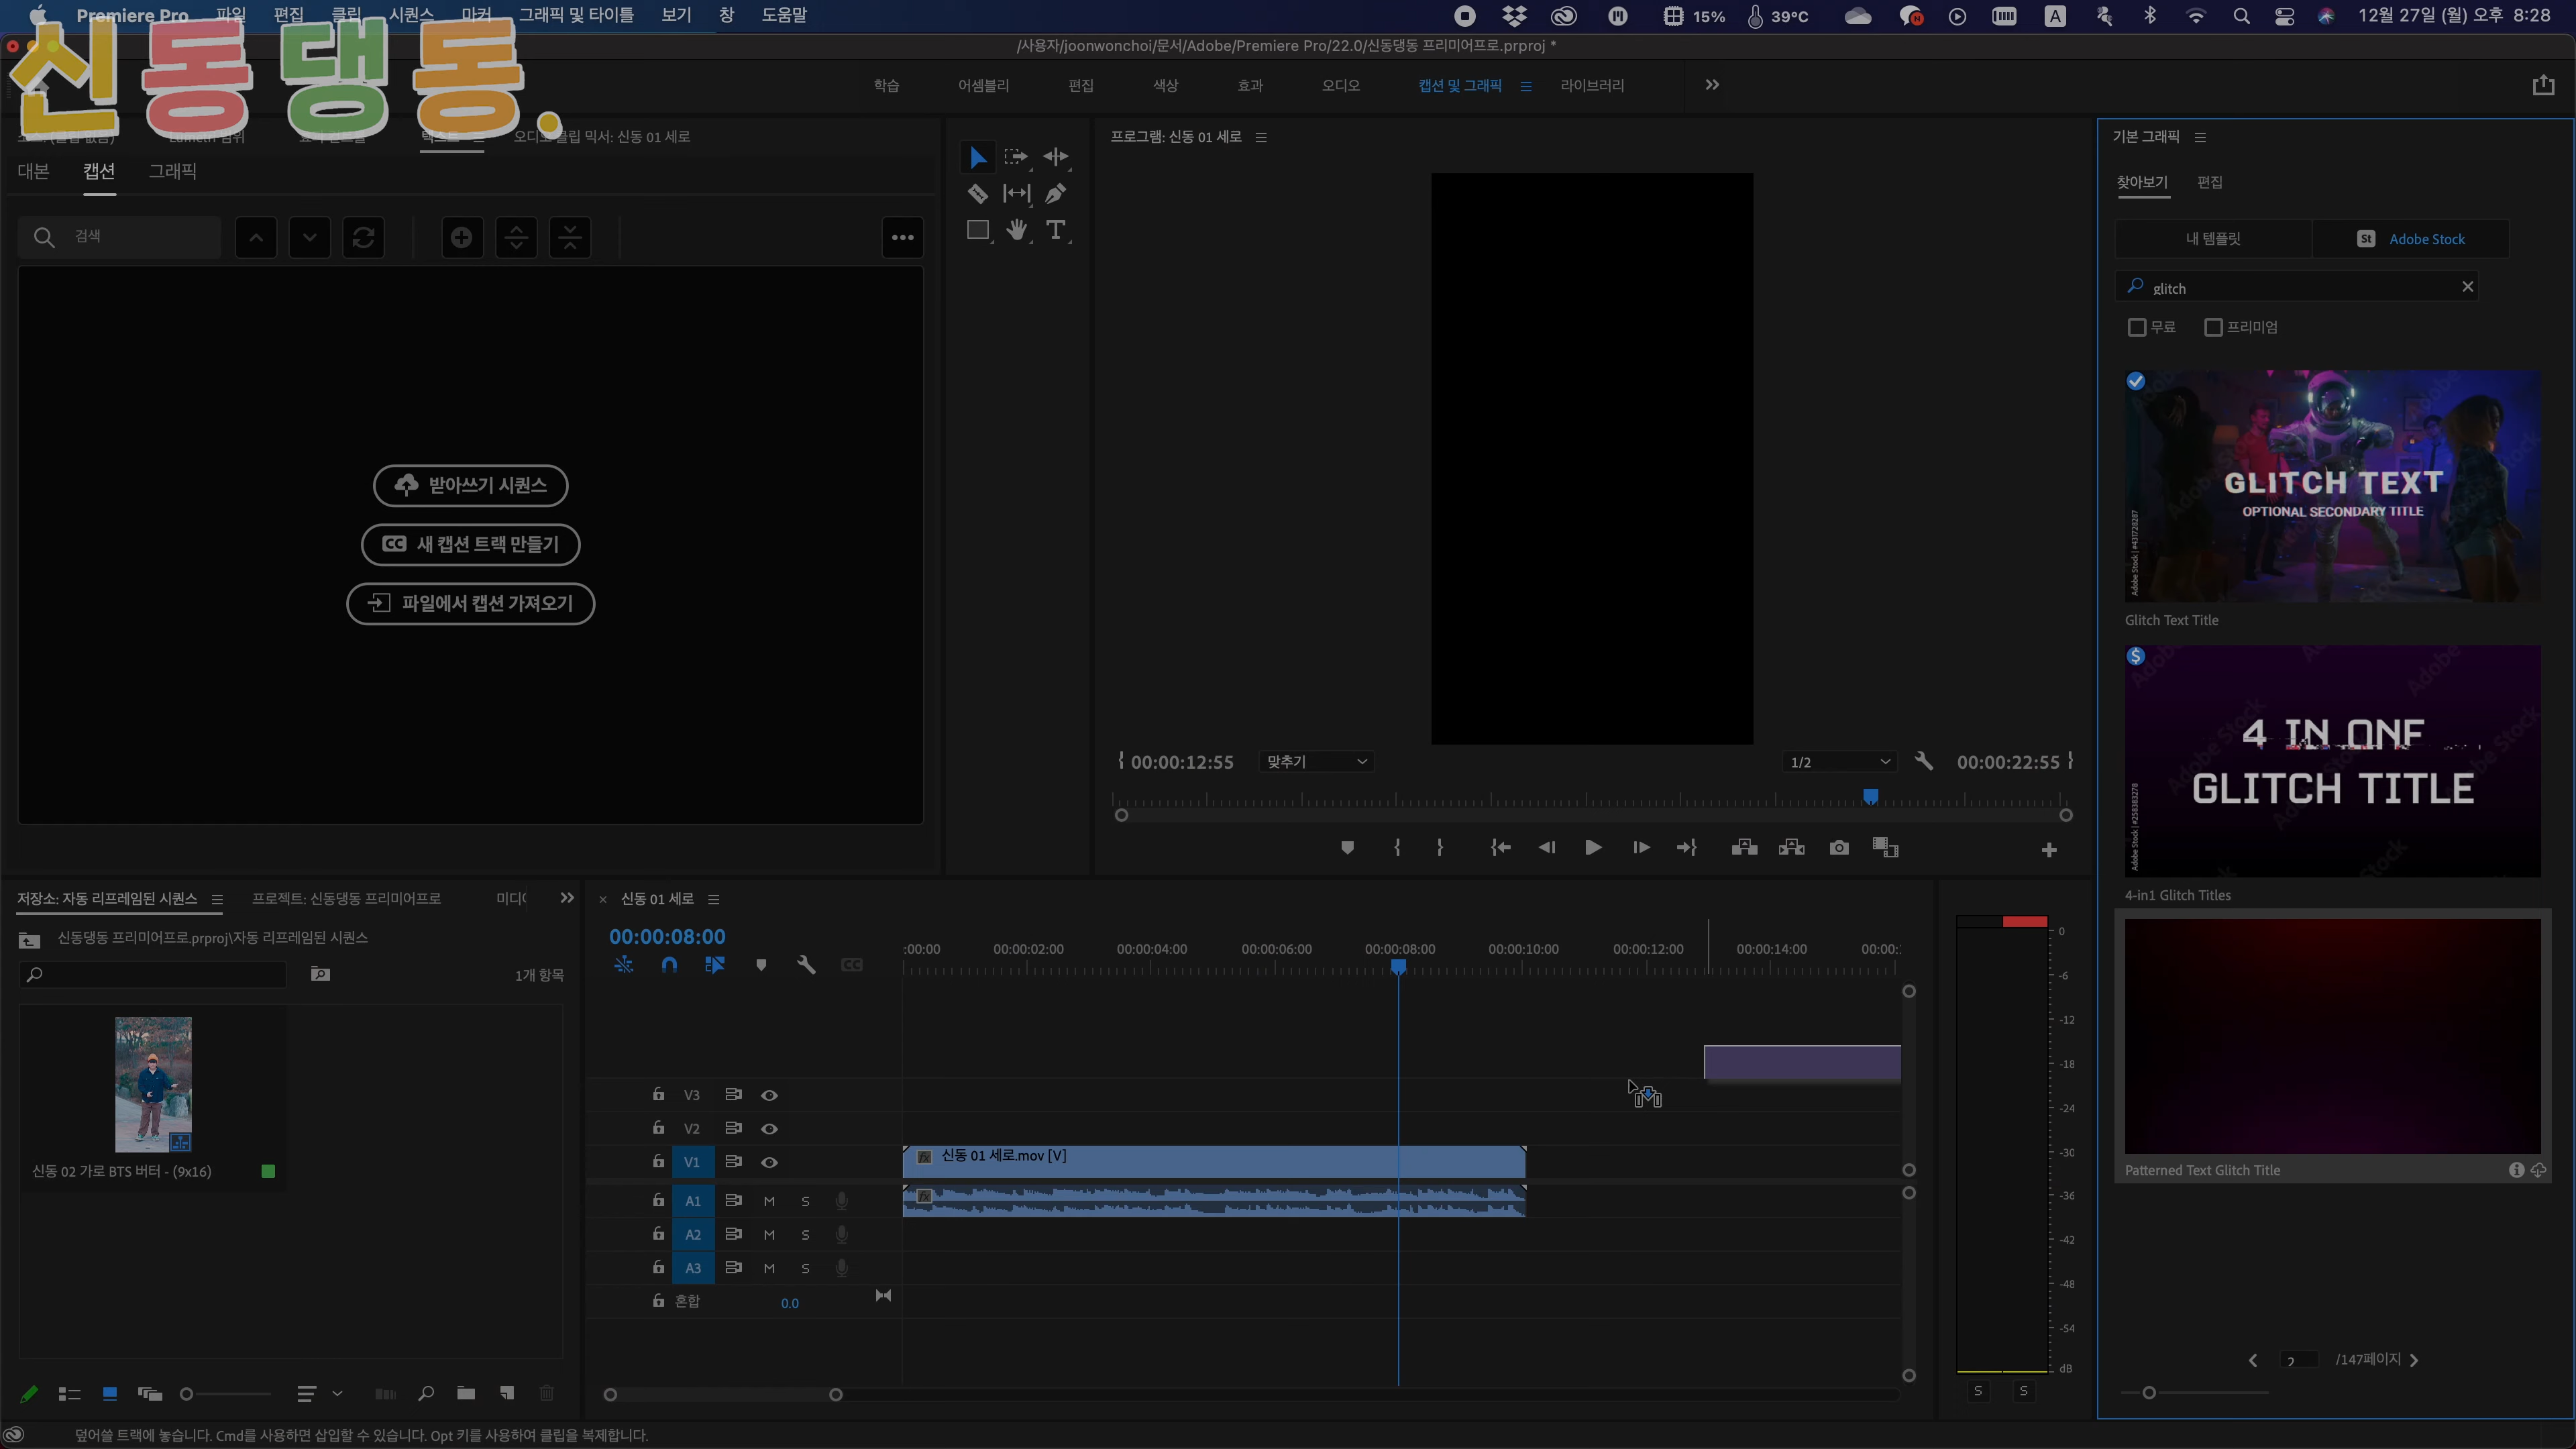 Premiere Pro 파일 편집 클립 시퀀스 마커 그래픽 및 타이틀 보기 창 도움말
15% 39°C A 12월 27일 (월) 오후 8:28
신동댕동.
/사용자/joonwonchoi/문서/Adobe/Premiere Pro/22.0/신동댕동 프리미어프로.prproj *
학습 어셈블리 편집 색상 효과 오디오 캡션 및 그래픽 라이브러리
오디오 클립 믹서: 신동 01 세로
대본 캡션 그래픽
검색
받아쓰기 시퀀스
CC 새 캡션 트랙 만들기
파일에서 캡션 가져오기
프로그램: 신동 01 세로
00:00:12:55 맞추기 1/2 00:00:22:55
기본 그래픽
찾아보기 편집
내 템플릿 St Adobe Stock
glitch
무료 프리미엄
GLITCH TEXT
OPTIONAL SECONDARY TITLE
Adobe Stock | #431728287
Glitch Text Title
4 IN ONE
GLITCH TITLE
Adobe Stock | #258383278
4-in1 Glitch Titles
Patterned Text Glitch Title
2 /147페이지
저장소: 자동 리프레임된 시퀀스 프로젝트: 신동댕동 프리미어프로
신동댕동 프리미어프로.prproj\자동 리프레임된 시퀀스
1개 항목
신동 02 가로 BTS 버터 - (9x16)
신동 01 세로
00:00:08:00
:00:00 00:00:02:00 00:00:04:00 00:00:06:00 00:00:08:00 00:00:10:00 00:00:12:00 00:00:14:00 00:00:
CC
V3
V2
V1 fx 신동 01 세로.mov [V]
A1 M S fx
A2 M S
A3 M S
혼합 0.0
0
-6
-12
-18
-24
-30
-36
-42
-48
-54
dB
S S
덮어쓸 트랙에 놓습니다. Cmd를 사용하면 삽입할 수 있습니다. Opt 키를 사용하여 클립을 복제합니다.